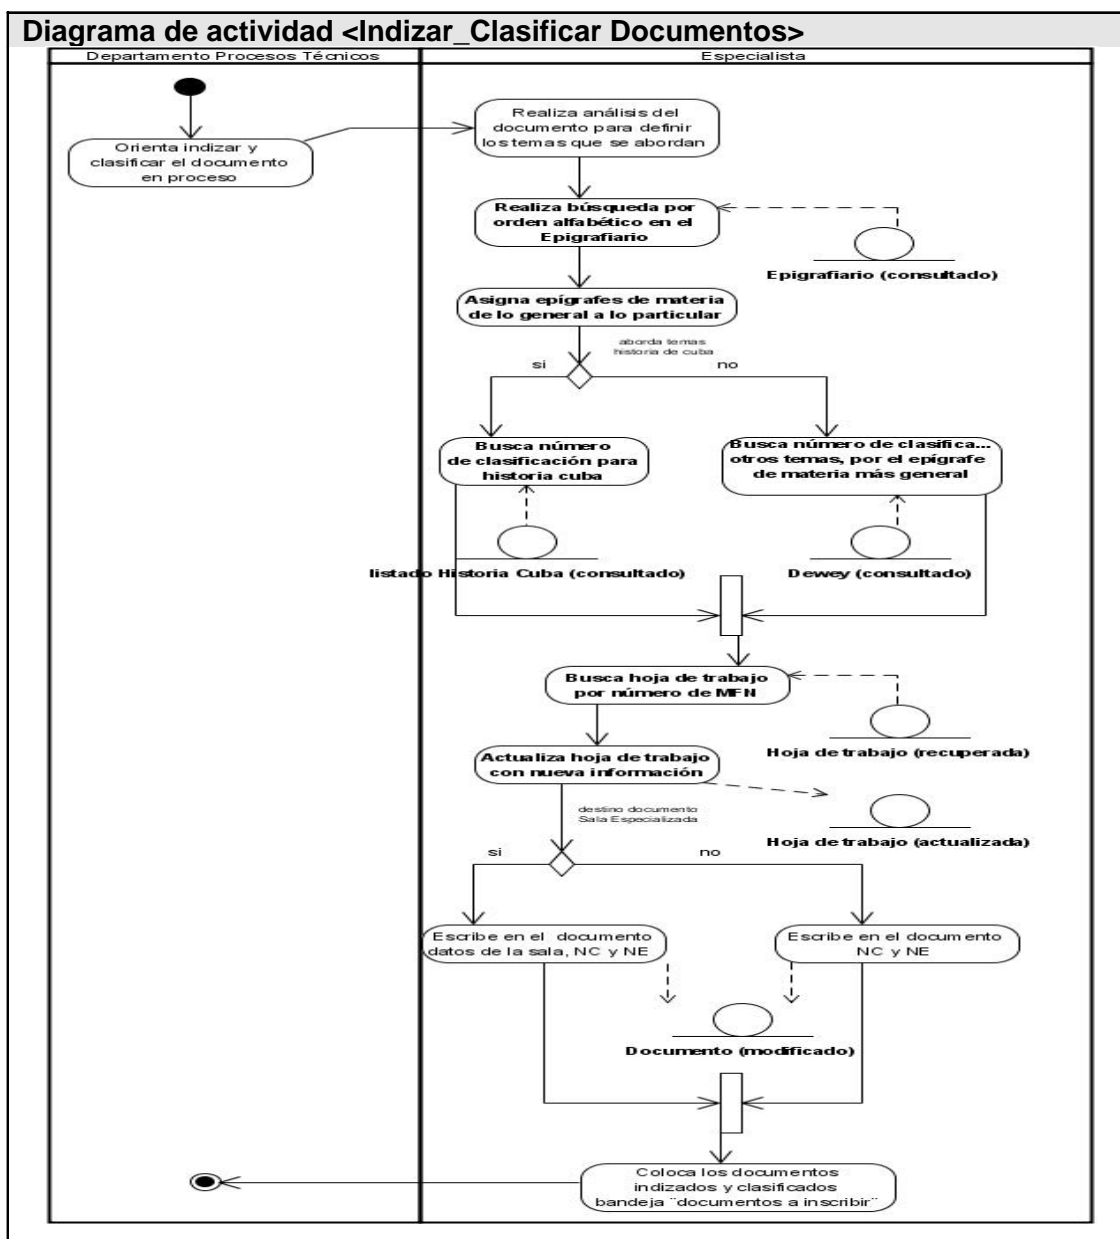 Diagrama de actividad <Indizar_Clasificar Documentos>
Departamento Procesos Técnicos
Especialista
Orienta indizar y
clasificar el documento
en proceso
Realiza análisis del
documento para definir
los temas que se abordan
Realiza búsqueda por
orden alfabético en el
Epigrafiario
Epigrafiario (consultado)
Asigna epígrafes de materia
de lo general a lo particular
aborda temas
historia de cuba
si
no
Busca número
de clasificación para
historia cuba
Busca número de clasifica...
otros temas, por el epígrafe
de materia más general
listado Historia Cuba (consultado)
Dewey (consultado)
Busca hoja de trabajo
por número de MFN
Hoja de trabajo (recuperada)
Actualiza hoja de trabajo
con nueva información
Hoja de trabajo (actualizada)
destino documento
Sala Especializada
si
no
Escribe en el documento
datos de la sala, NC y NE
Escribe en el documento
NC y NE
Documento (modificado)
Coloca los documentos
indizados y clasificados
bandeja ¨documentos a inscribir¨